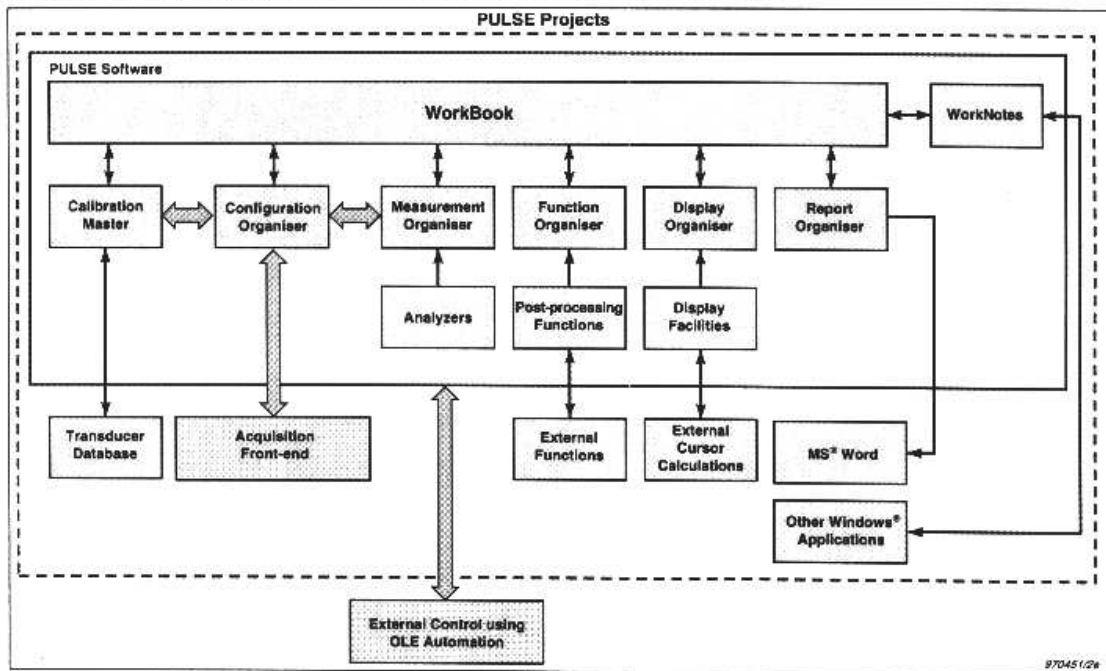 PULSE Projects
PULSE Software
WorkBook
WorkNotes
Calibration
Master
Configuration
Organiser
Measurement
Organiser
Function
Organiser
Display
Organiser
Report
Organiser
Analyzers
Post-processing
Functions
Display
Facilities
Transducer
Database
Acquisition
Front-end
External
Functions
External
Cursor
Calculations
MS® Word
Other Windows®
Applications
External Control using
OLE Automation
970451/2e